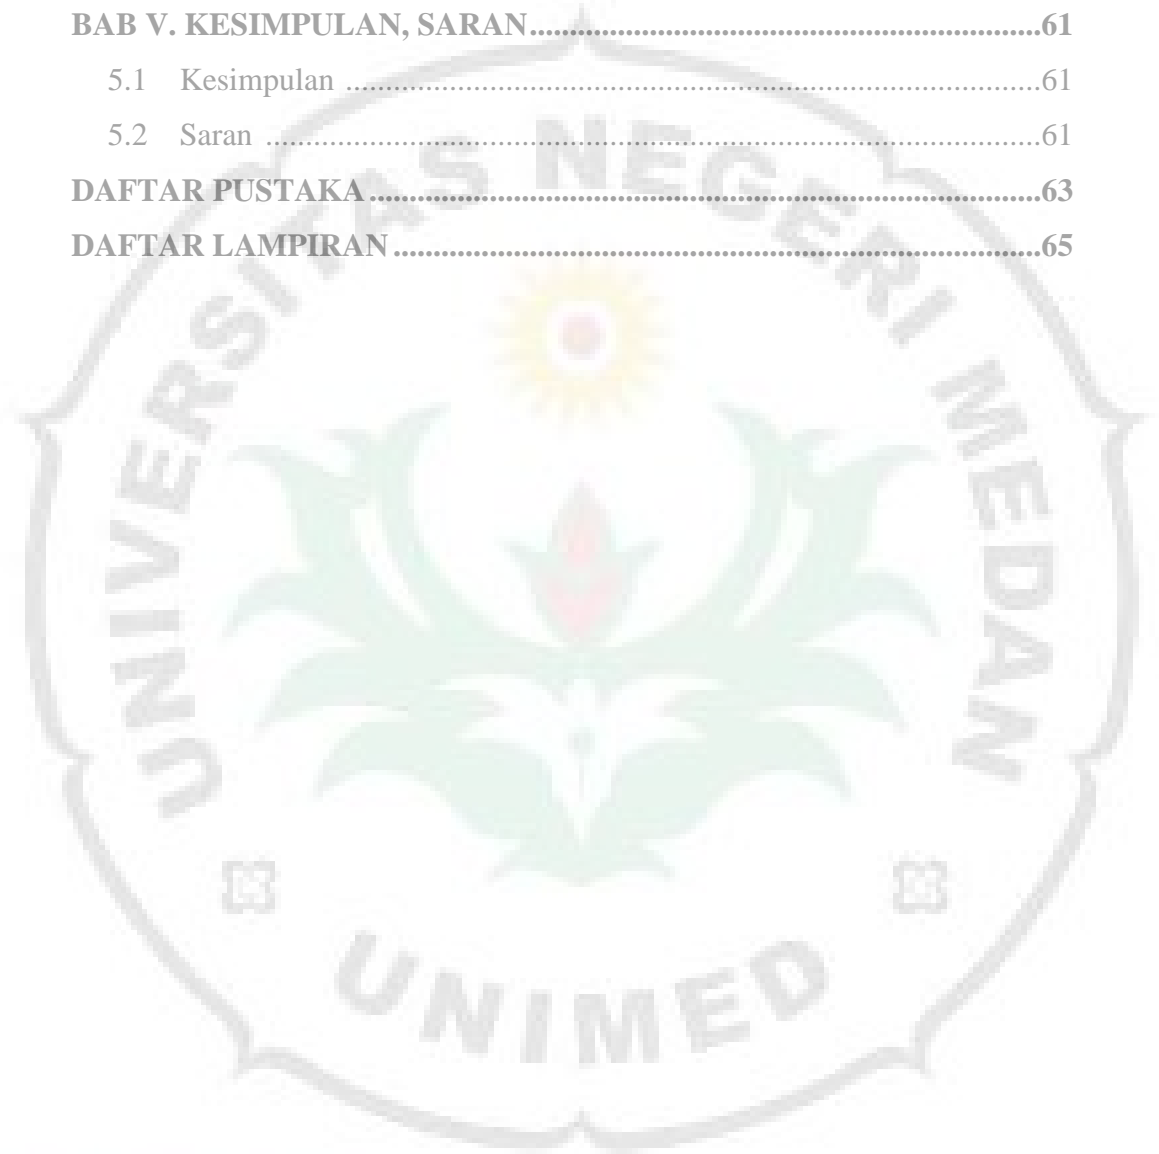 BAB V. KESIMPULAN, SARAN................................................................61
5.1 Kesimpulan .......................................................................................61
5.2 Saran .................................................................................................61
DAFTAR PUSTAKA ....................................................................................63
DAFTAR LAMPIRAN.................................................................................65
UNIVERSITAS NEGERI MEDAN
UNIMED